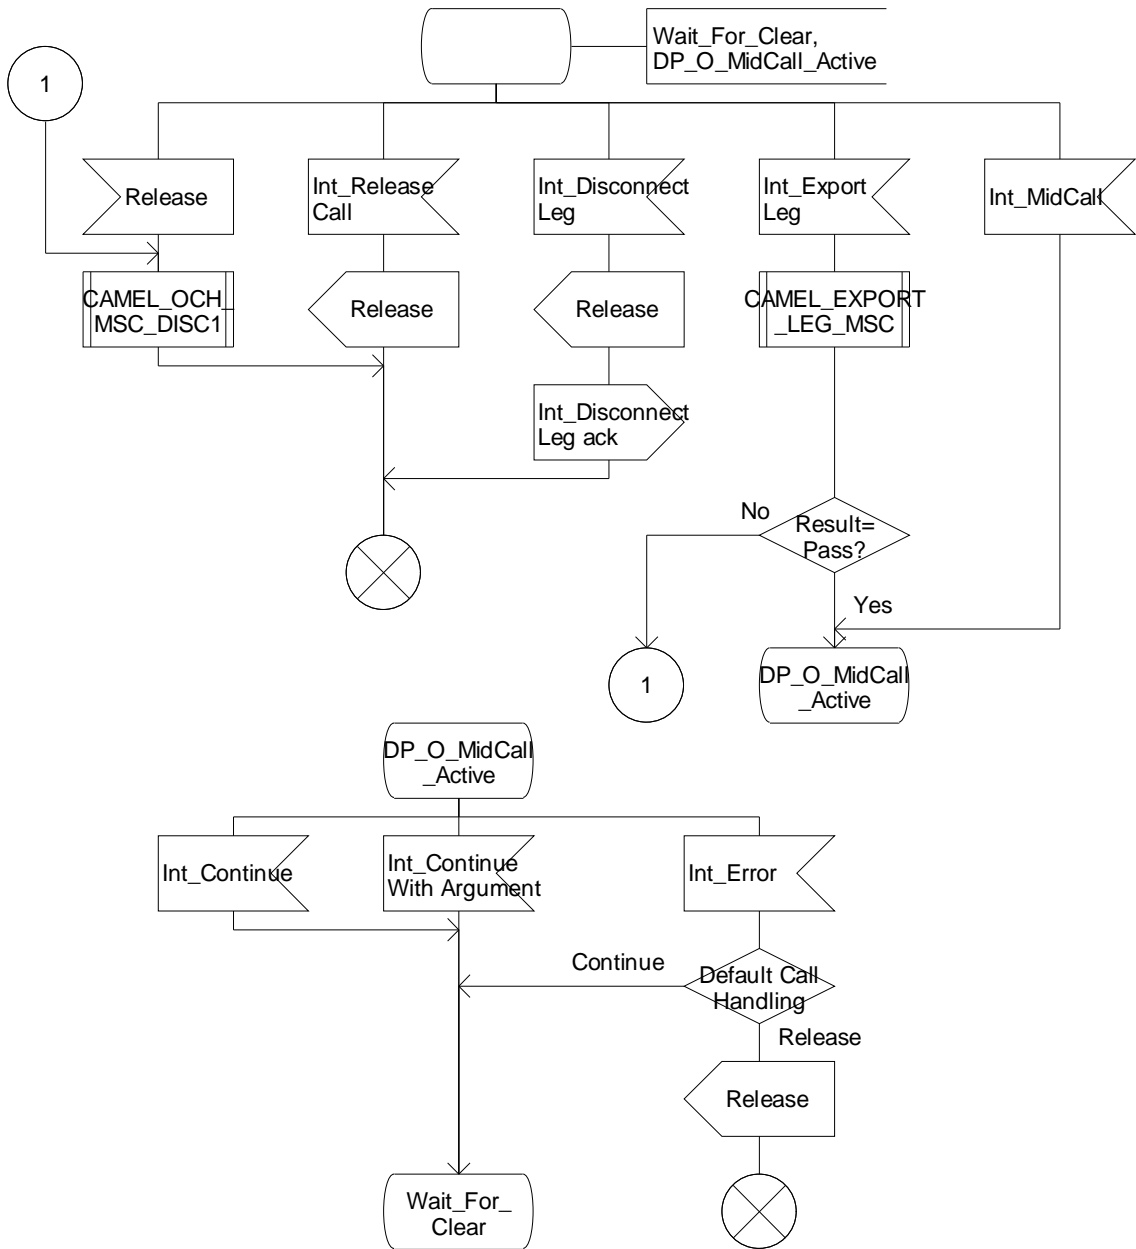 Wait_For_Clear,
DP_O_MidCall_Active
1
Release
Int_Release
Call
Int_Disconnect
Leg
Int_Export
Leg
Int_MidCall
CAMEL_OCH_
MSC_DISC1
Release
Release
CAMEL_EXPORT
_LEG_MSC
Int_Disconnect
Leg ack
No
Result=
Pass?
Yes
1
DP_O_MidCall
_Active
DP_O_MidCall
_Active
Int_Continue
Int_Continue
With Argument
Int_Error
Continue
Default Call
Handling
Release
Release
Wait_For_
Clear